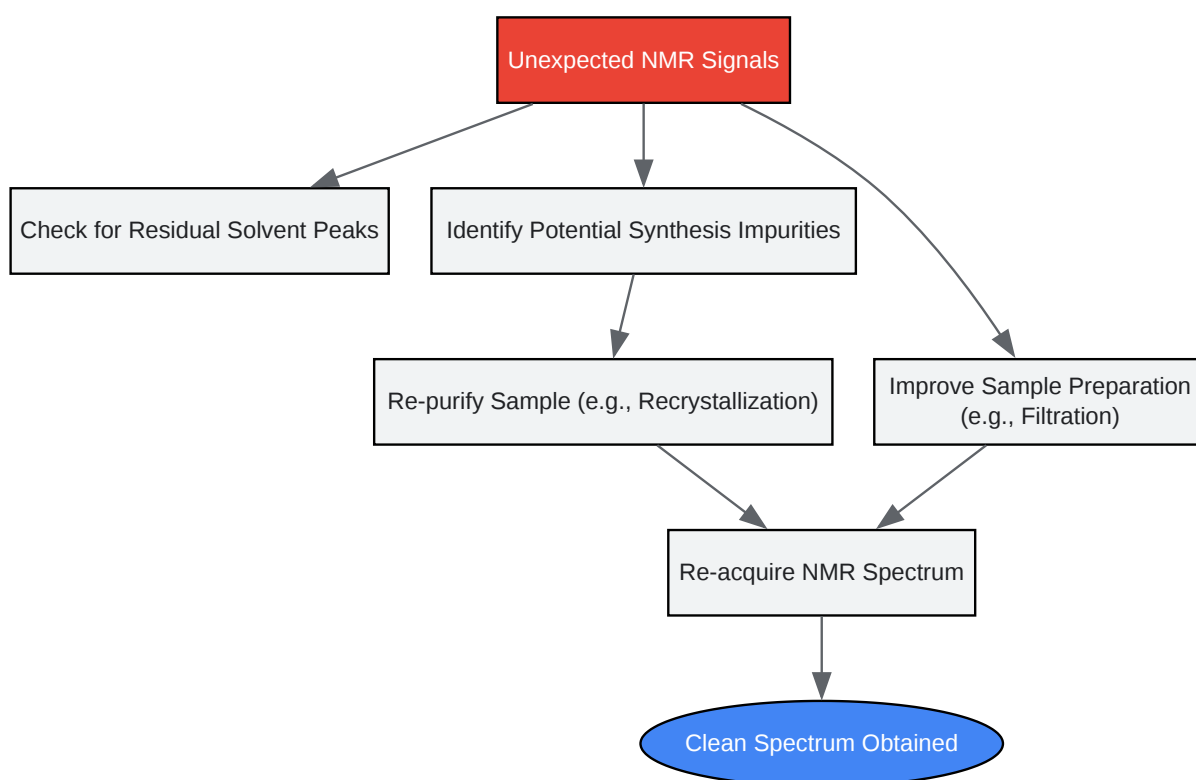 Unexpected NMR Signals
Check for Residual Solvent Peaks
Identify Potential Synthesis Impurities
Re-purify Sample (e.g., Recrystallization)
Improve Sample Preparation
(e.g., Filtration)
Re-acquire NMR Spectrum
Clean Spectrum Obtained